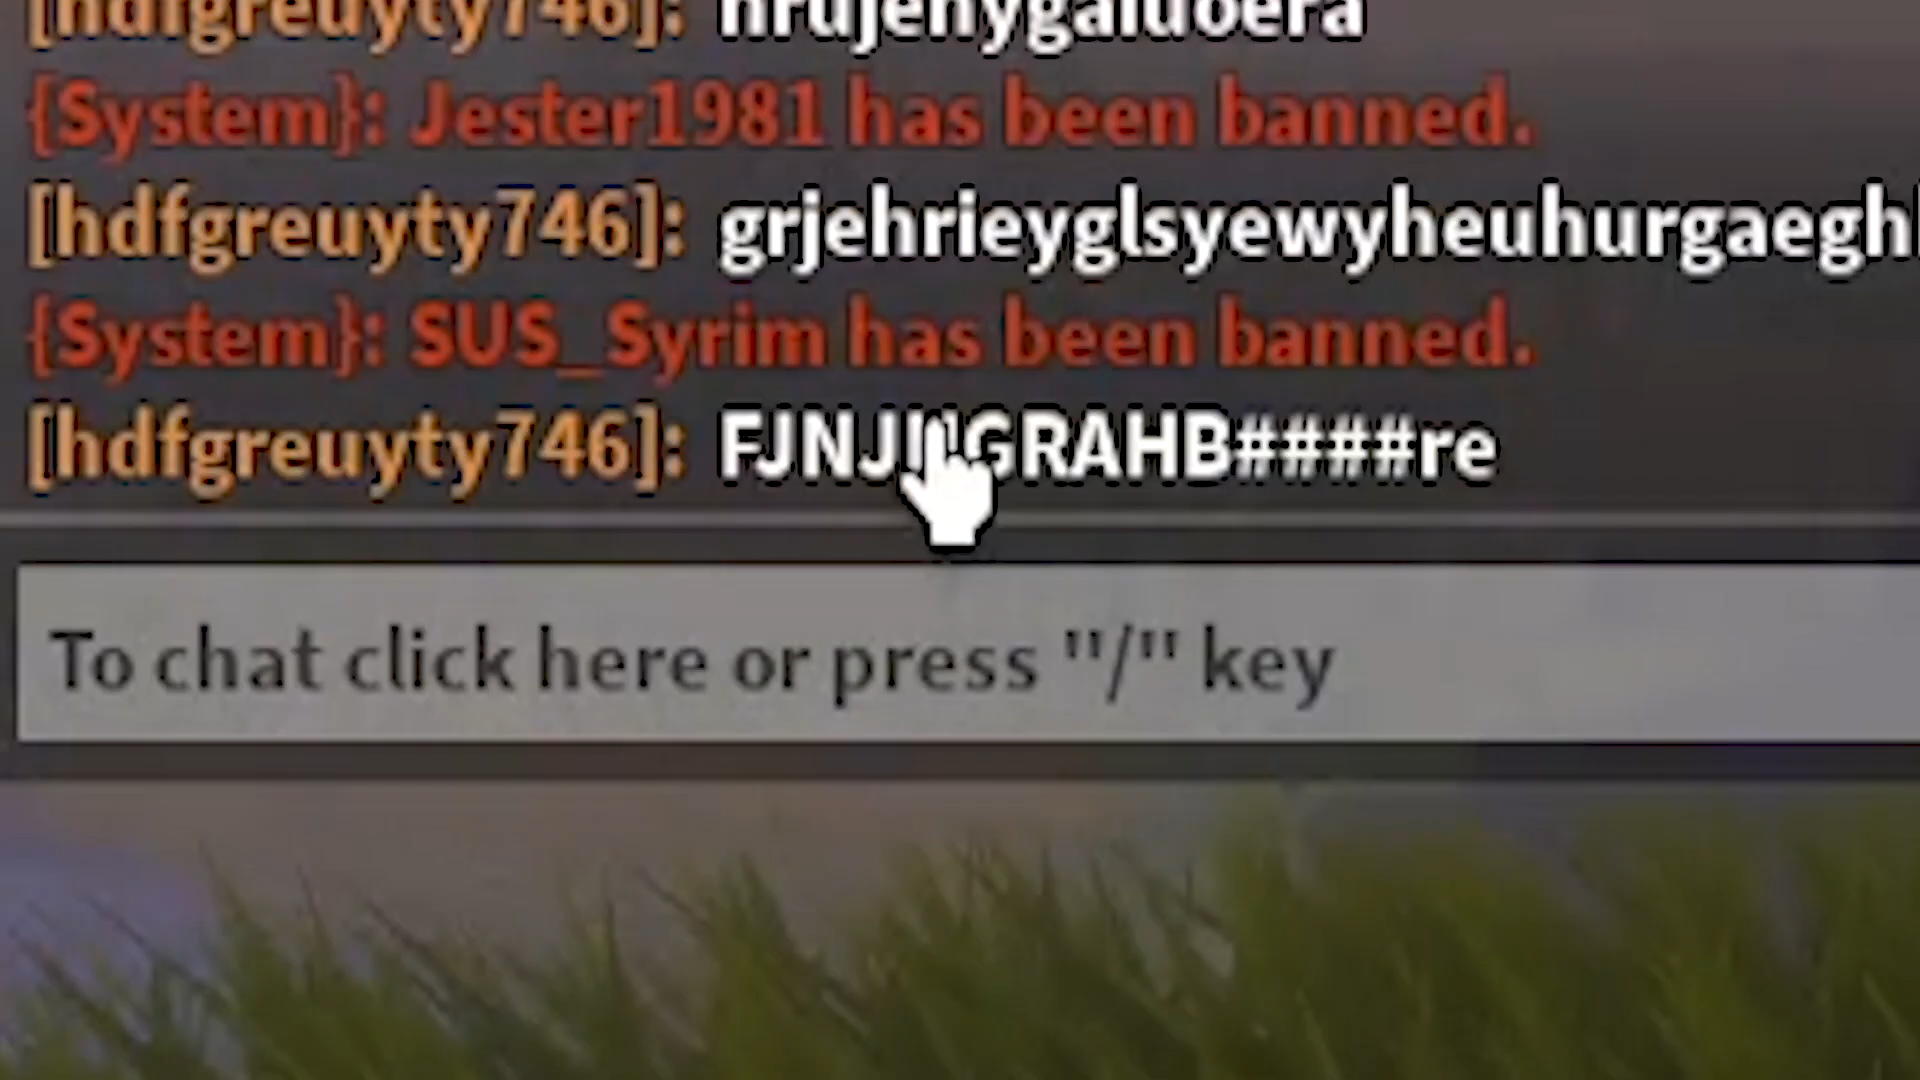 [hdfgreuyty746]:
{System}: Jester1981 has been banned.
[hdfgreuyty746]: grjehrieyglsyewyheuhurgaegh
{System}: SUS_Syrim has been banned.
[hdfgreuyty746]:
To chat click here or press "/" key